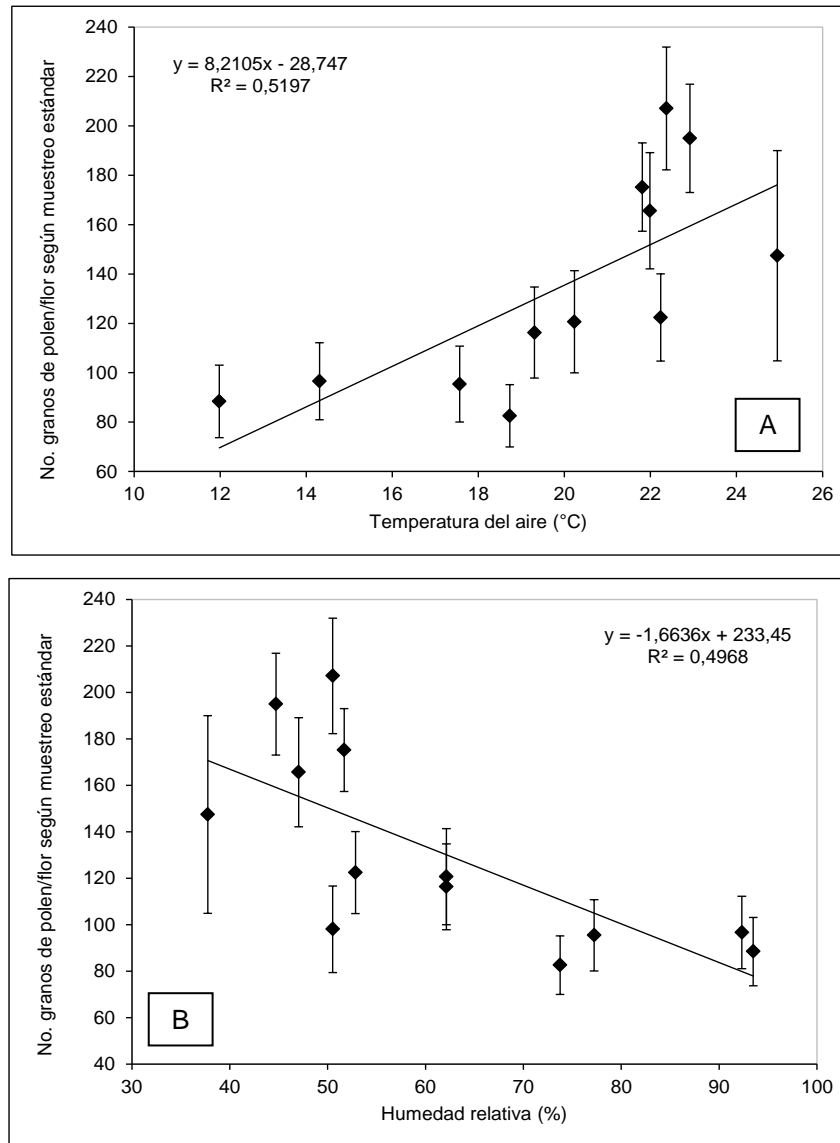 240
220
200
180
160
140
120
100
80
60
No. granos de polen/flor según muestreo estándar
y = 8,2105x - 28,747
R² = 0,5197
A
10 12 14 16 18 20 22 24 26
Temperatura del aire (°C)
240
220
200
180
160
140
120
100
80
60
40
No. granos de polen/flor según muestreo estándar
y = -1,6636x + 233,45
R² = 0,4968
B
30 40 50 60 70 80 90 100
Humedad relativa (%)